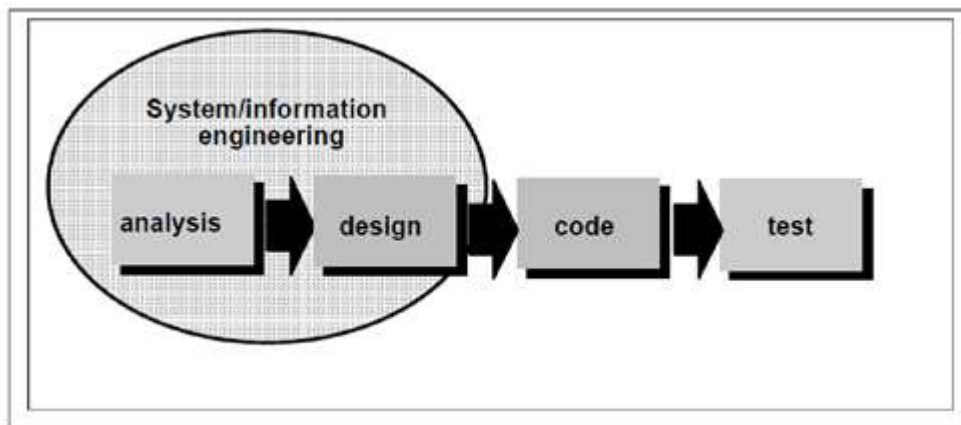 System/information
engineering
analysis
design
code
test